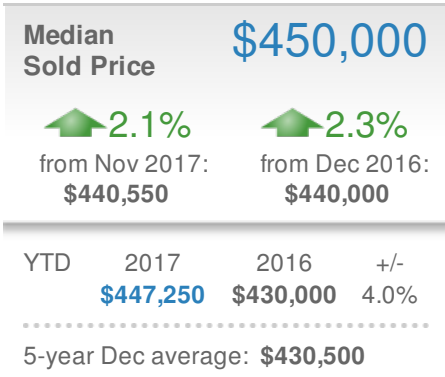 Median $450,000
Sold Price
2.1% 2.3%
from Nov 2017: from Dec 2016:
$440,550 $440,000
YTD 2017 2016 +/-
$447,250 $430,000 4.0%
5-year Dec average: $430,500